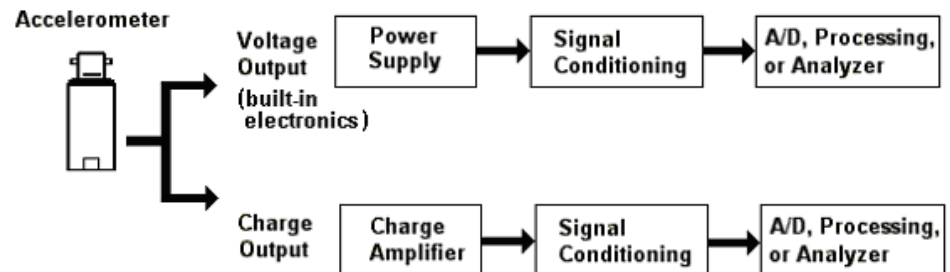 Accelerometer
Voltage
Output
(built-in
electronics)
Power
Supply
Signal
Conditioning
A/D, Processing,
or Analyzer
Charge
Output
Charge
Amplifier
Signal
Conditioning
A/D, Processing,
or Analyzer